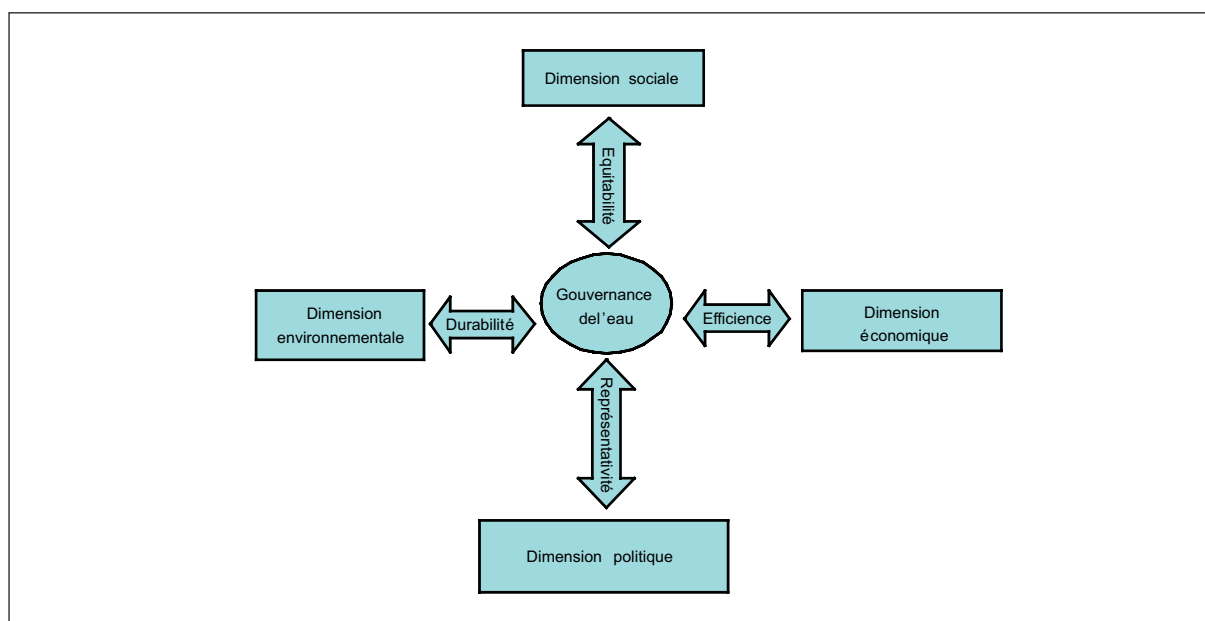 Dimension sociale
Equitabilité
Gouvernance
del'eau
Dimension
environnementale
Durabilité
Efficience
Dimension
économique
Représentativité
Dimension politique